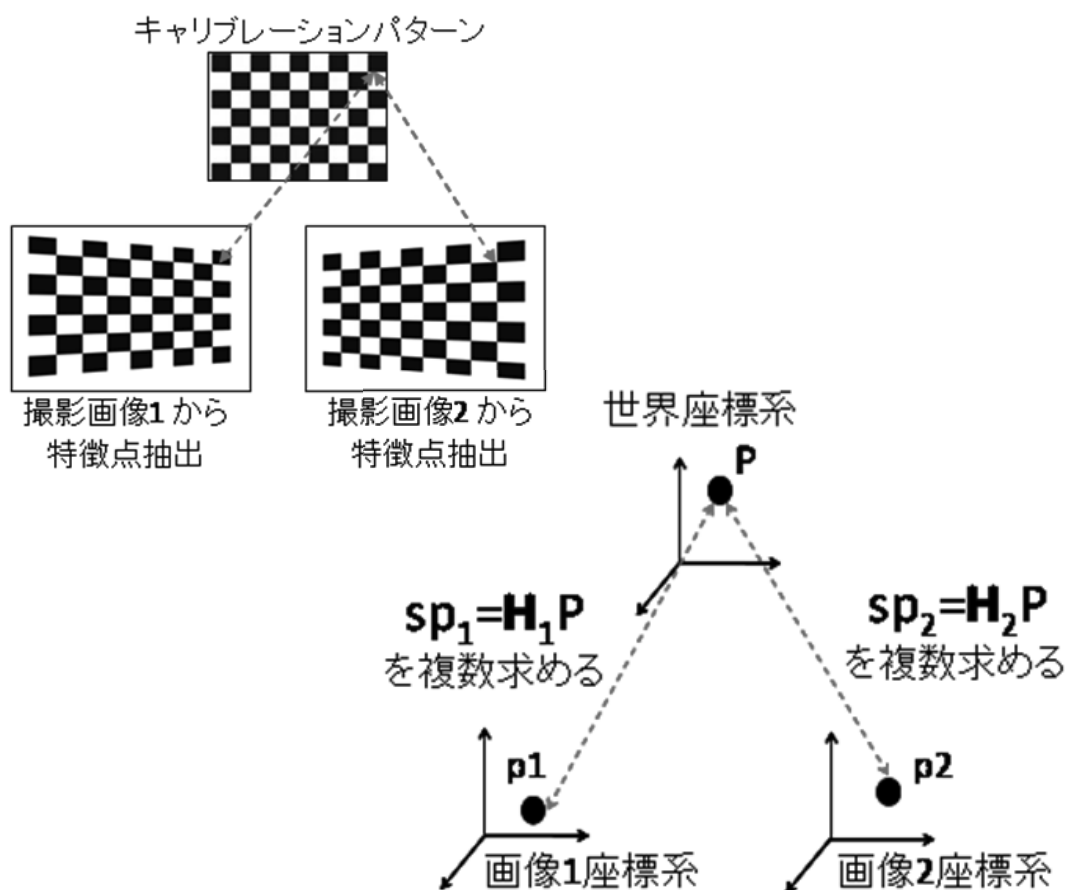 キャリブレーションパターン
撮影画像1 から
特徴点抽出
撮影画像2 から
特徴点抽出
世界座標系
P
sp₁=H₁P
を複数求める
sp₂=H₂P
を複数求める
p1
p2
画像1座標系
画像2座標系